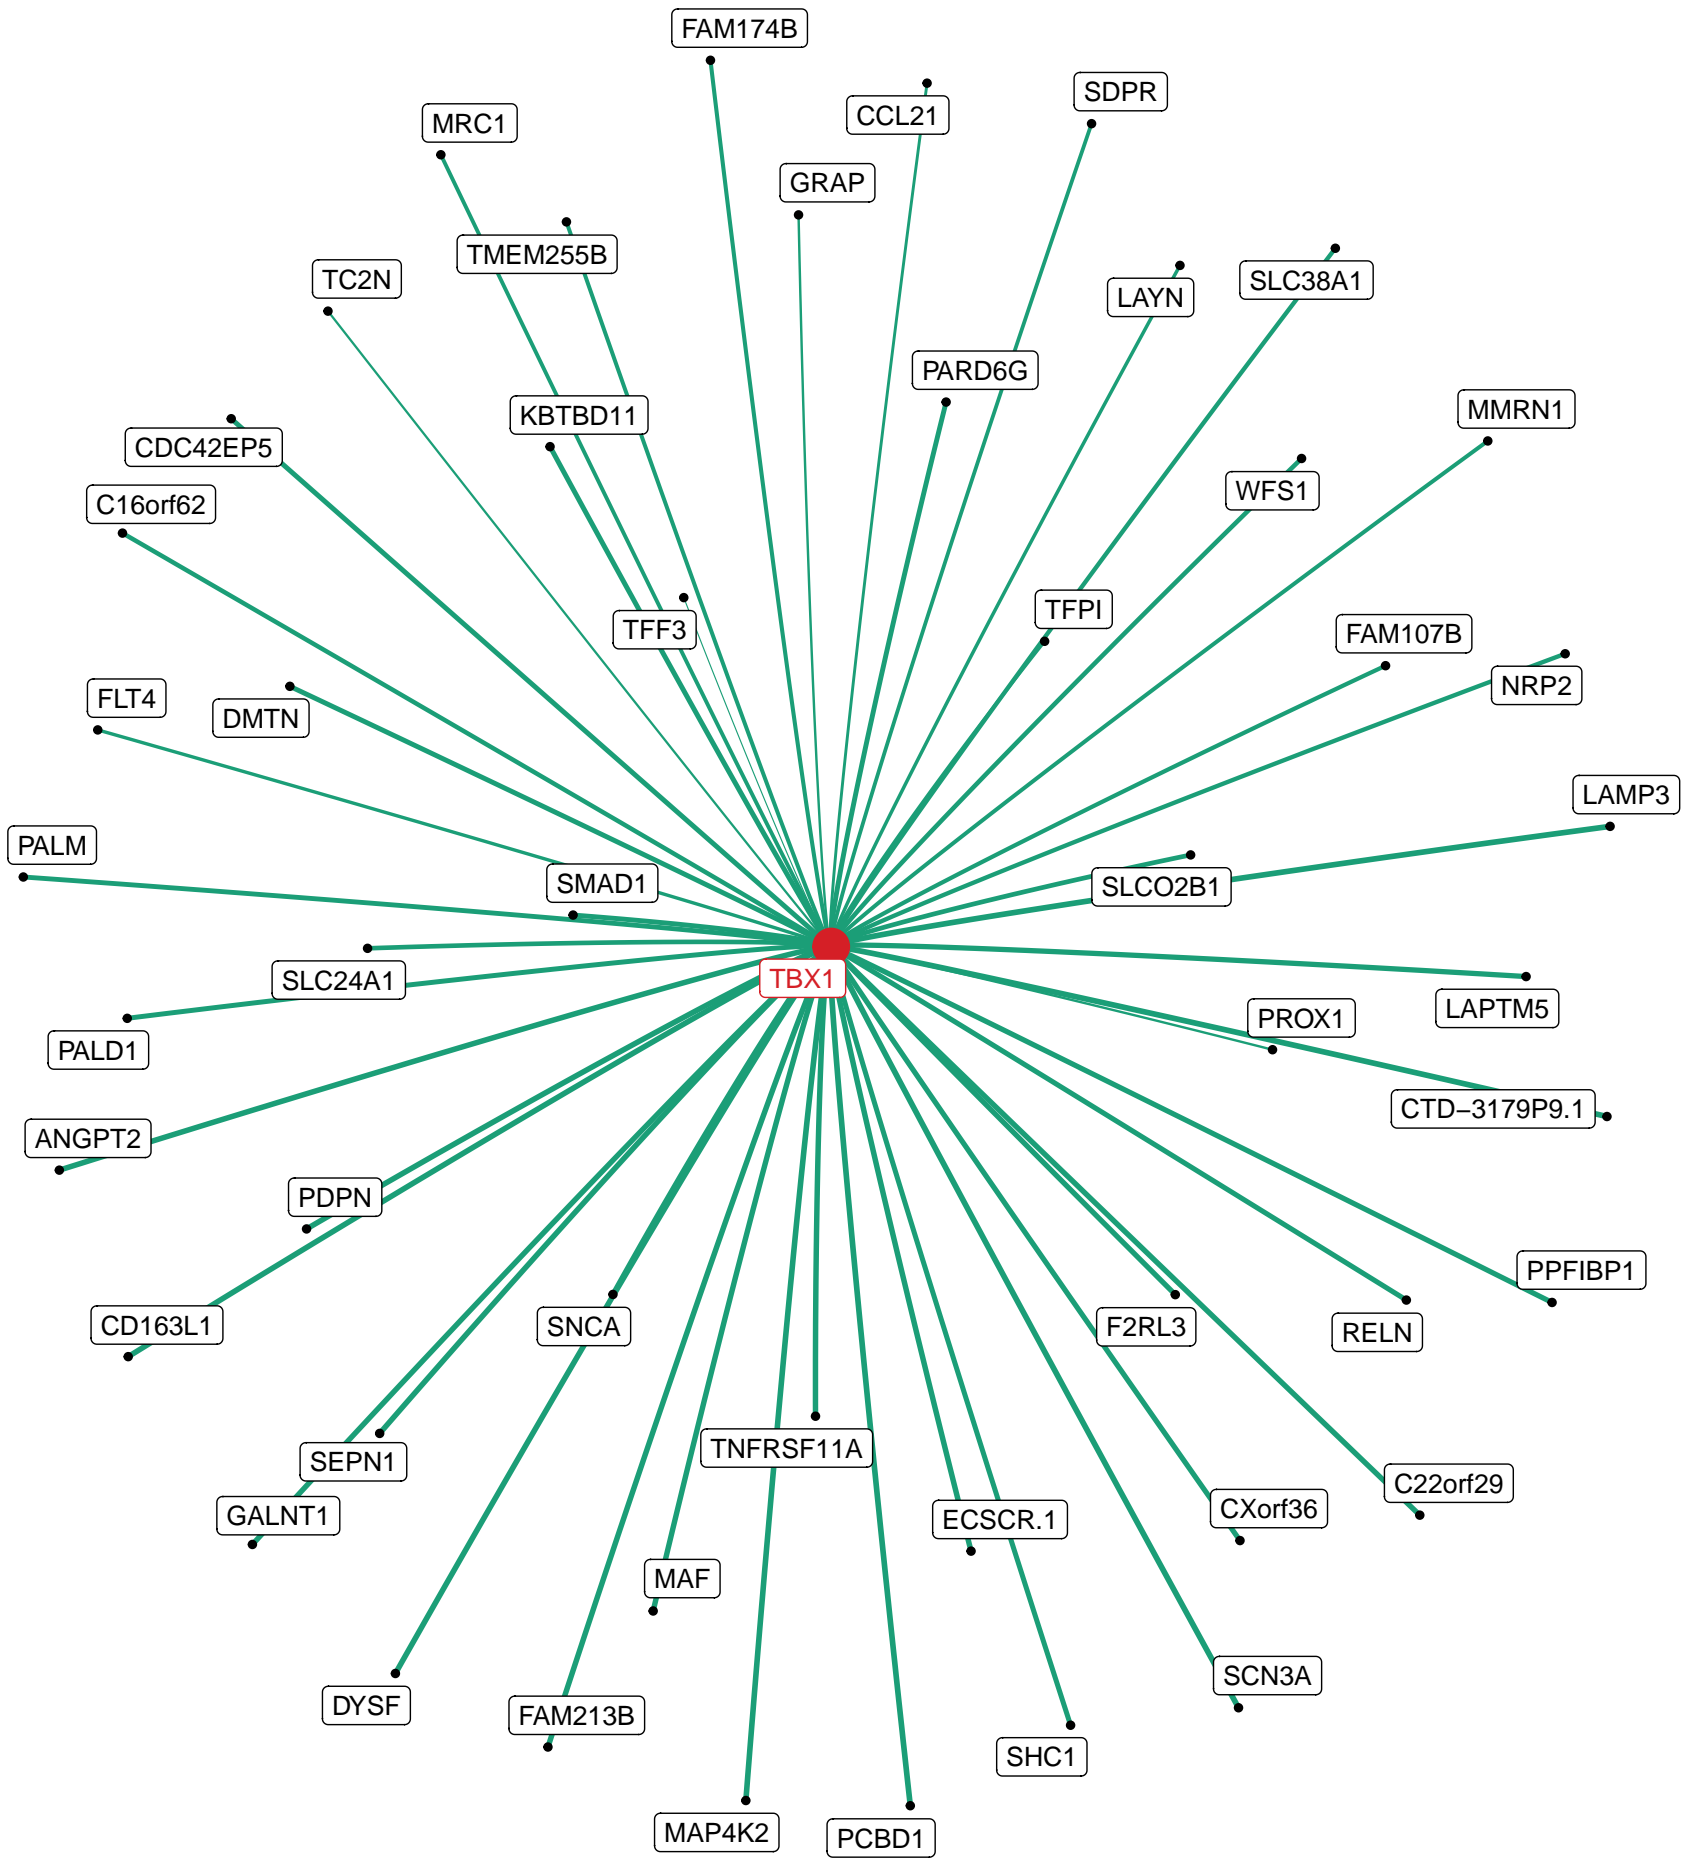 FAM174B
SDPR
CCL21
MRC1
GRAP
TMEM255B
TC2N
SLC38A1
LAYN
PARD6G
MMRN1
KBTBD11
CDC42EP5
WFS1
C16orf62
TFPI
TFF3
FAM107B
NRP2
FLT4
DMTN
LAMP3
PALM
SMAD1
SLCO2B1
TBX1
SLC24A1
LAPTM5
PROX1
PALD1
CTD−3179P9.1
ANGPT2
PDPN
PPFIBP1
CD163L1
SNCA
F2RL3
RELN
TNFRSF11A
SEPN1
C22orf29
CXorf36
GALNT1
ECSCR.1
MAF
SCN3A
DYSF
FAM213B
SHC1
MAP4K2
PCBD1